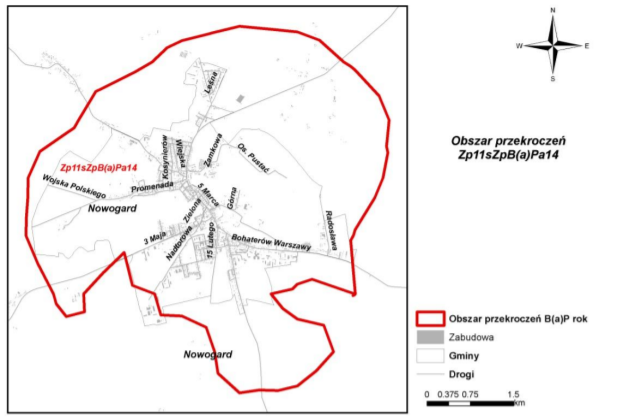 Leśna
Kosynierów
Wiejska
Zamkowa
Os. Pustać
Zp11sZpB(a)Pa14
Wojska Polskiego
Promenada
5 Marca
Górna
Nowogard
Zielona
Radosława
3 Maja
Nadtorowa
15 Lutego
Bohaterów Warszawy
Nowogard
N
W
E
S
Obszar przekroczeń
Zp11sZpB(a)Pa14
Obszar przekroczeń B(a)P rok
Zabudowa
Gminy
Drogi
0 0.375 0.75 1.5
km